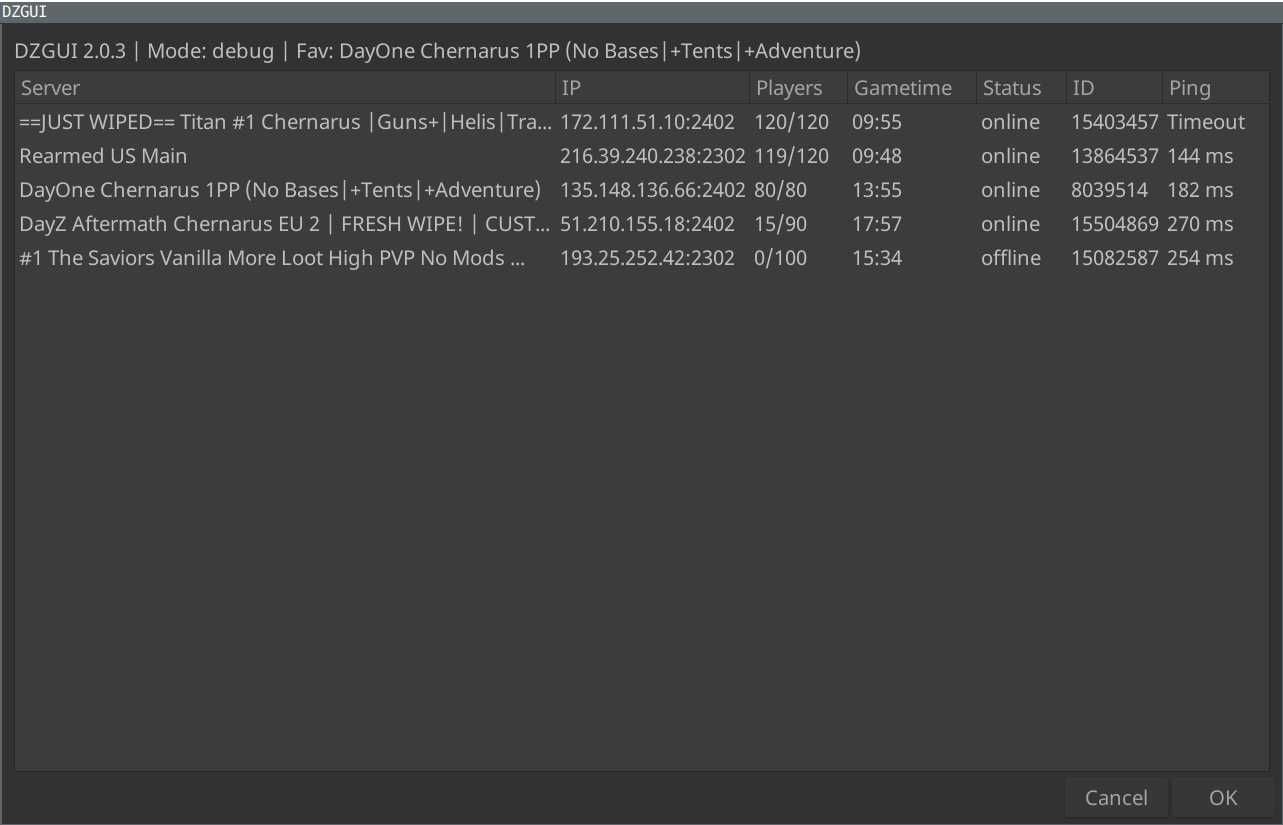 DZGUI
DZGUI 2.0.3 | Mode: debug | Fav: DayOne Chernarus 1PP (No Bases|+Tents|+Adventure)
Server IP Players Gametime Status ID Ping
==JUST WIPED== Titan #1 Chernarus |Guns+|Helis|Tra... 172.111.51.10:2402 120/120 09:55 online 15403457 Timeout
Rearmed US Main 216.39.240.238:2302 119/120 09:48 online 13864537 144 ms
DayOne Chernarus 1PP (No Bases|+Tents|+Adventure) 135.148.136.66:2402 80/80 13:55 online 8039514 182 ms
DayZ Aftermath Chernarus EU 2 | FRESH WIPE! | CUST... 51.210.155.18:2402 15/90 17:57 online 15504869 270 ms
#1 The Saviors Vanilla More Loot High PVP No Mods ... 193.25.252.42:2302 0/100 15:34 offline 15082587 254 ms
Cancel OK